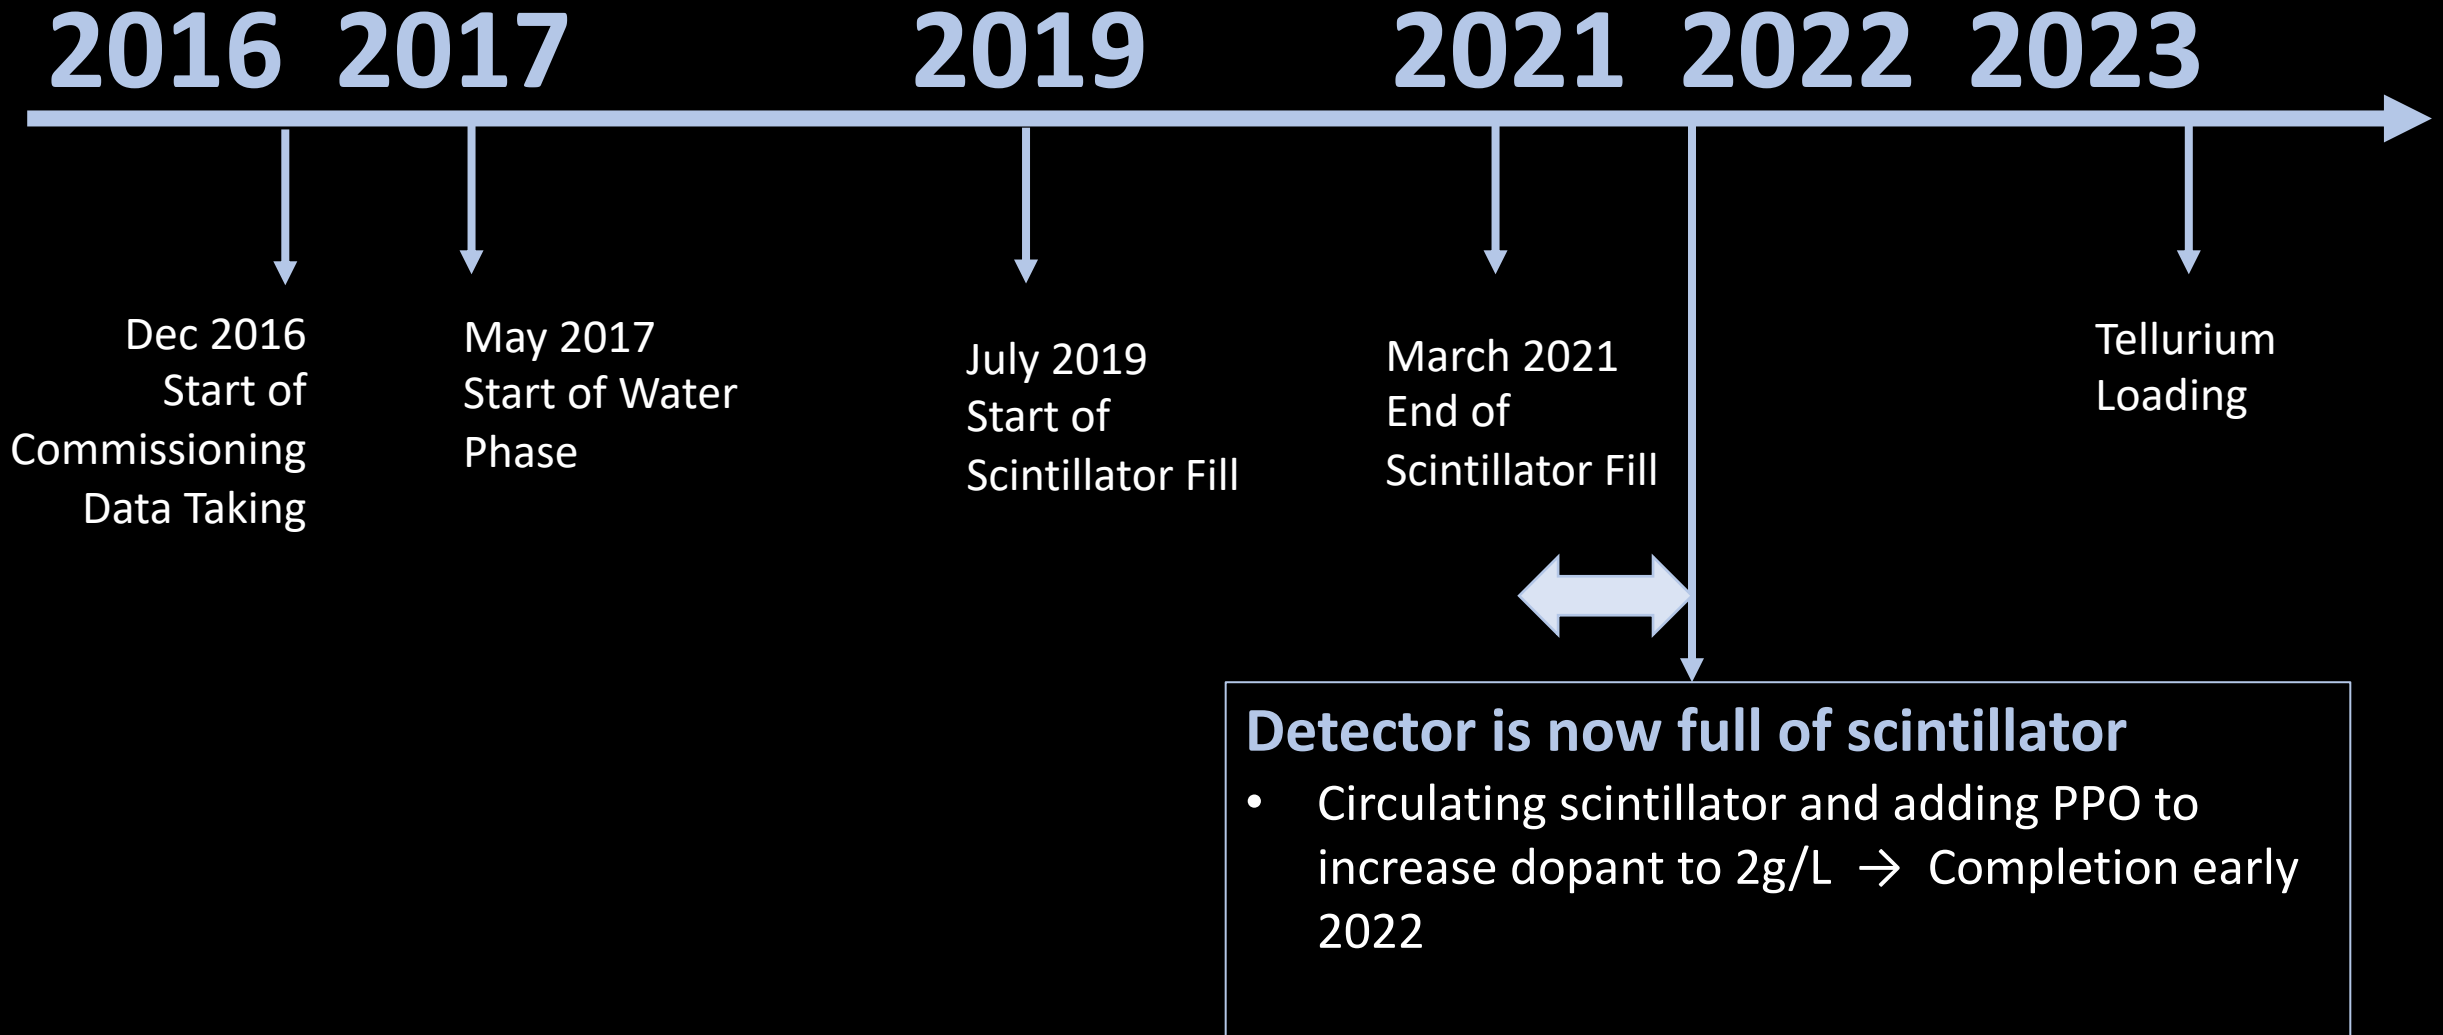 2016 2017 2019 2021 2022 2023
Dec 2016
Start of
Commissioning
Data Taking
May 2017
Start of Water
Phase
July 2019
Start of
Scintillator Fill
March 2021
End of
Scintillator Fill
Tellurium
Loading
Detector is now full of scintillator
• Circulating scintillator and adding PPO to
increase dopant to 2g/L → Completion early
2022